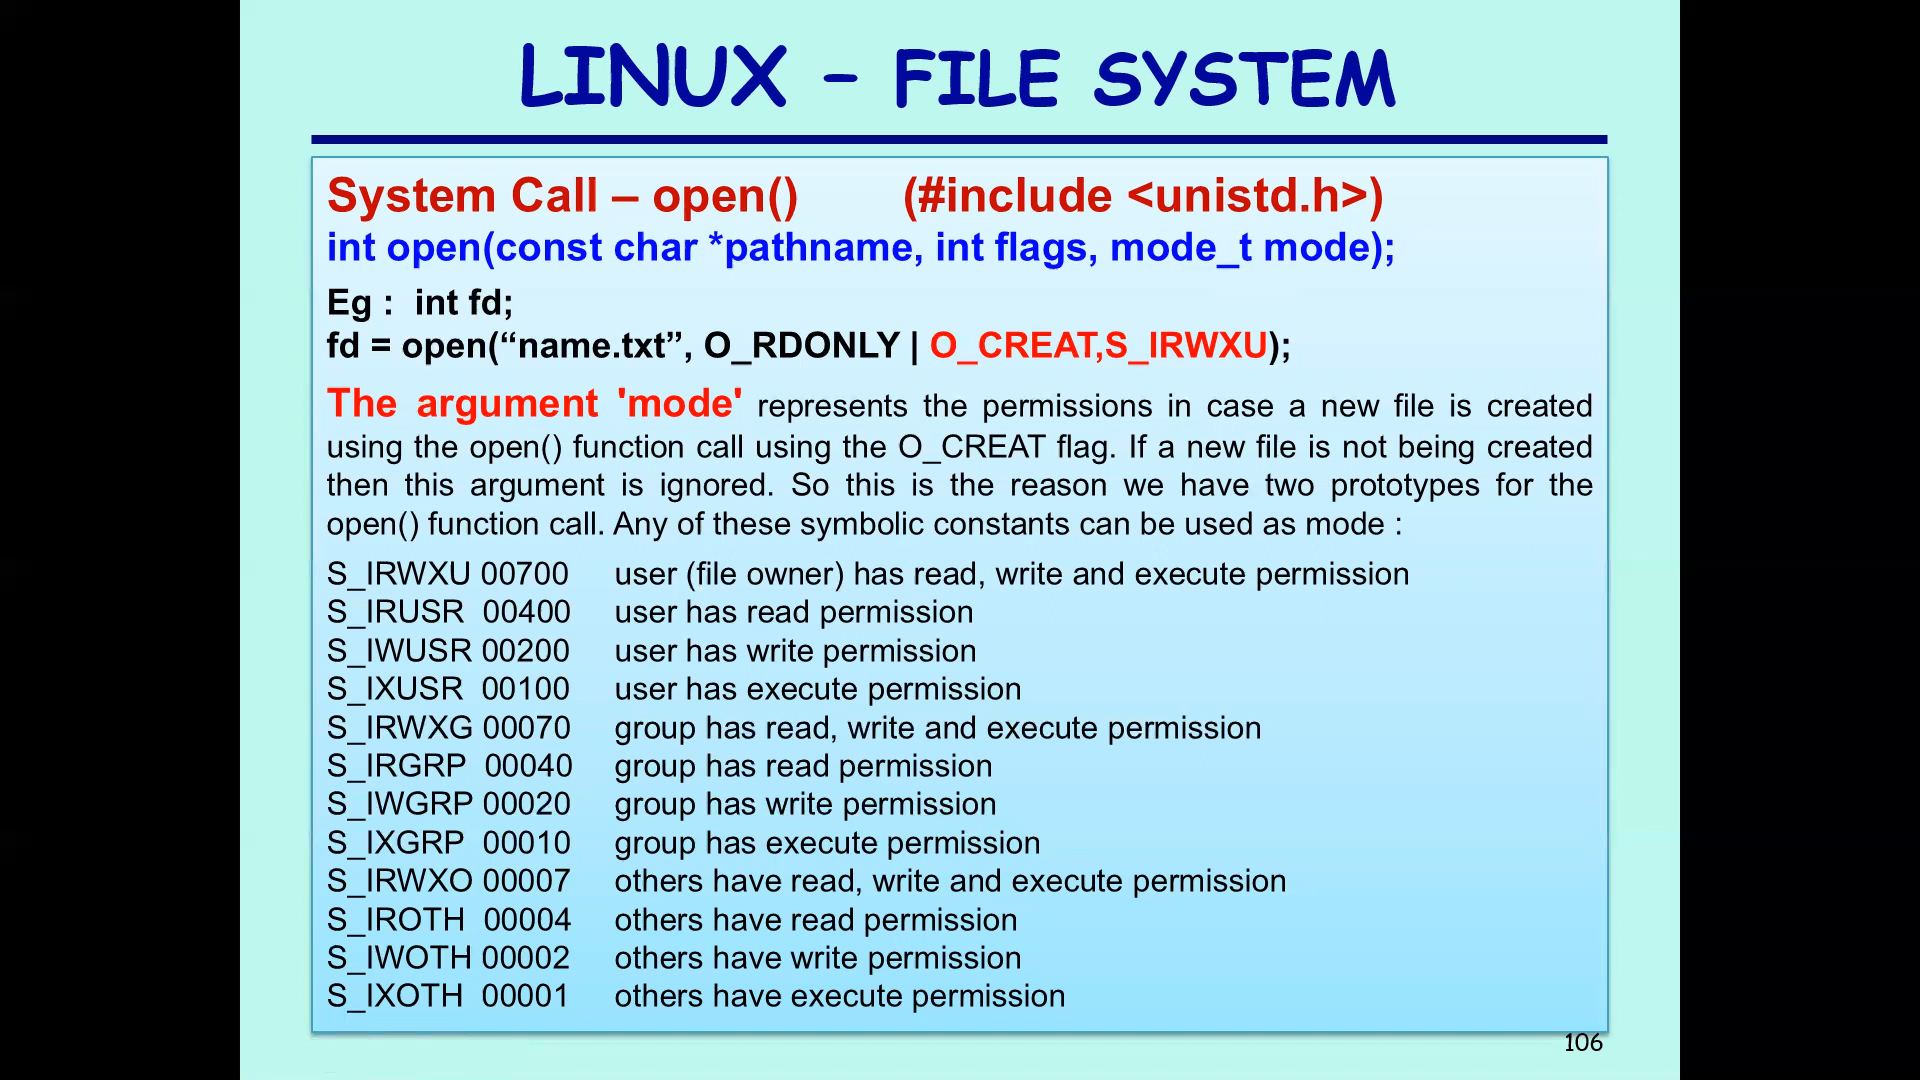 LINUX – FILE SYSTEM
System Call – open() (#include <unistd.h>)
int open(const char *pathname, int flags, mode_t mode);
Eg : int fd;
fd = open(“name.txt”, O_RDONLY | O_CREAT,S_IRWXU);
The argument 'mode' represents the permissions in case a new file is created
using the open() function call using the O_CREAT flag. If a new file is not being created
then this argument is ignored. So this is the reason we have two prototypes for the
open() function call. Any of these symbolic constants can be used as mode :
S_IRWXU 00700 user (file owner) has read, write and execute permission
S_IRUSR 00400 user has read permission
S_IWUSR 00200 user has write permission
S_IXUSR 00100 user has execute permission
S_IRWXG 00070 group has read, write and execute permission
S_IRGRP 00040 group has read permission
S_IWGRP 00020 group has write permission
S_IXGRP 00010 group has execute permission
S_IRWXO 00007 others have read, write and execute permission
S_IROTH 00004 others have read permission
S_IWOTH 00002 others have write permission
S_IXOTH 00001 others have execute permission
106